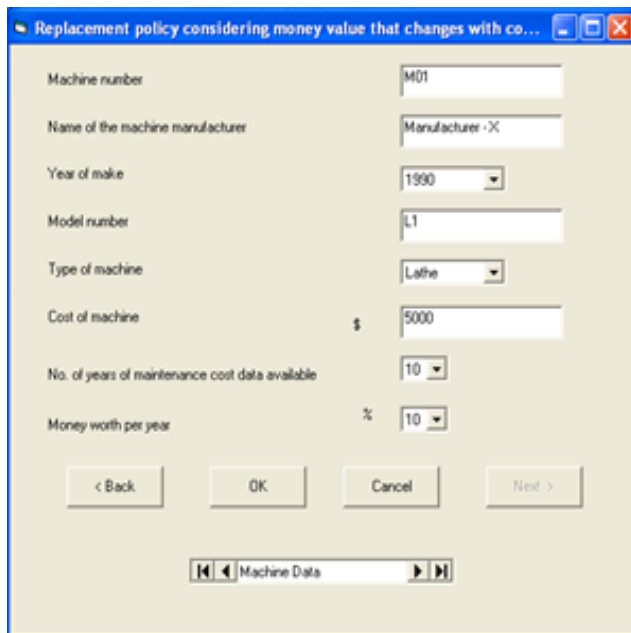 Replacement policy considering money value that changes with co...
Machine number M01
Name of the machine manufacturer Manufacturer -X
Year of make 1990
Model number L1
Type of machine Lathe
Cost of machine $ 5000
No. of years of maintenance cost data available 10
Money worth per year % 10
< Back OK Cancel Next >
Machine Data